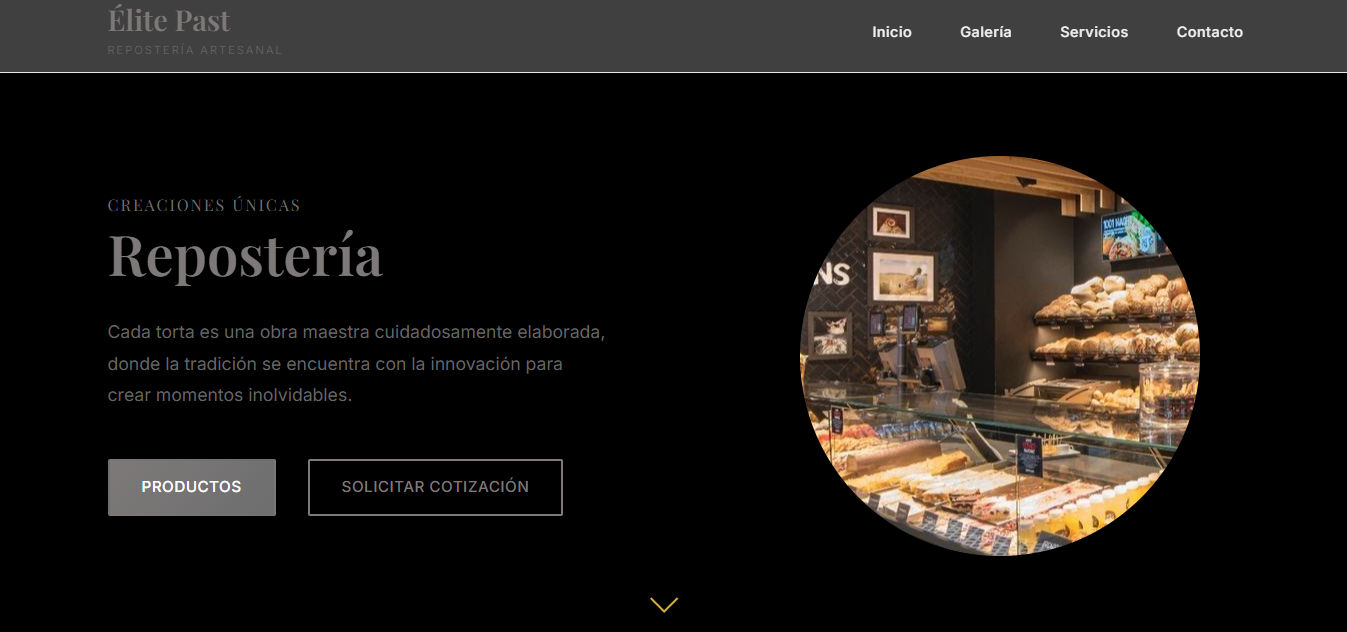 Élite Past
REPOSTERÍA ARTESANAL
Inicio Galería Servicios Contacto
CREACIONES ÚNICAS
Repostería
Cada torta es una obra maestra cuidadosamente elaborada,
donde la tradición se encuentra con la innovación para
crear momentos inolvidables.
PRODUCTOS
SOLICITAR COTIZACIÓN
NS